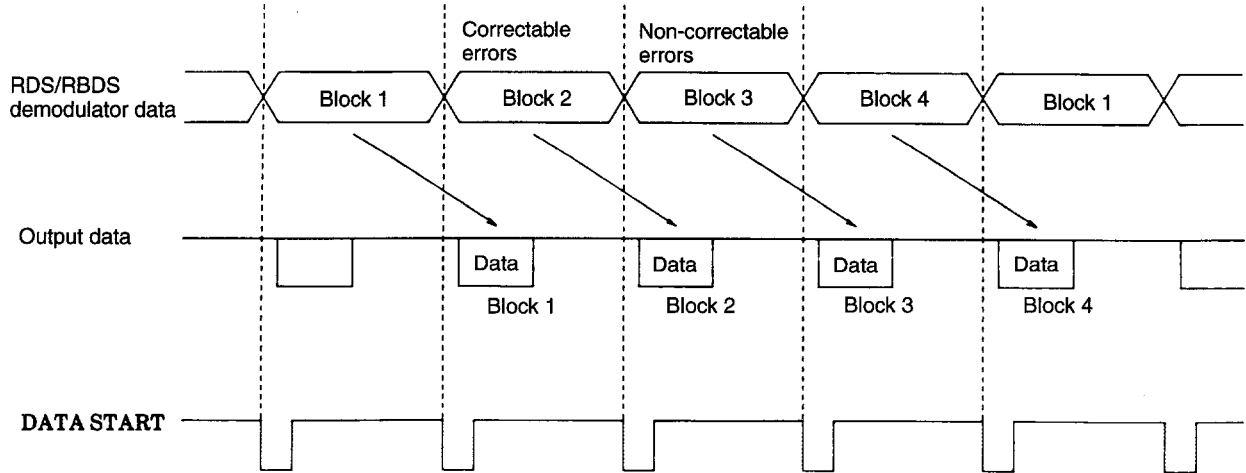 Correctable
errors
Non-correctable
errors
RDS/RBDS
demodulator data
Block 1
Block 2
Block 3
Block 4
Block 1
Output data
Data
Data
Data
Data
Block 1
Block 2
Block 3
Block 4
DATA START